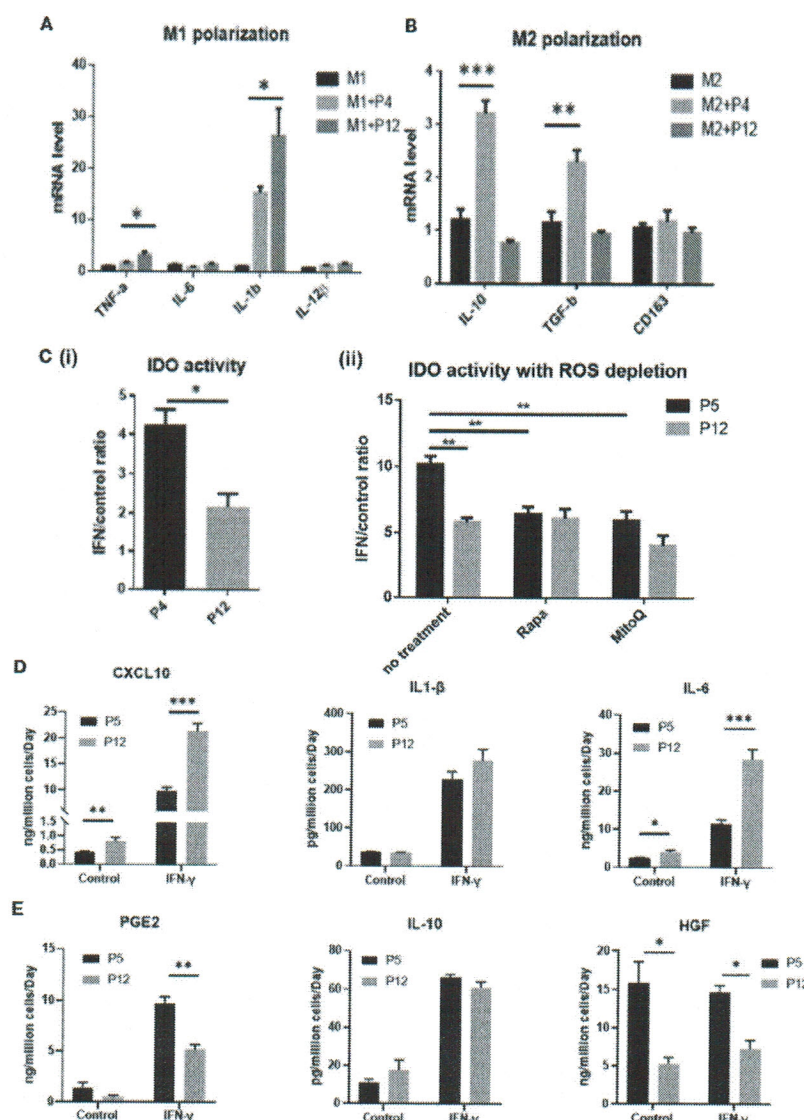 A
M1 polarization
mRNA level
40
30
20
10
0
M1
M1+P4
M1+P12
*
*
TNF-a
IL-6
IL-1b
IL-12β
B
M2 polarization
mRNA level
4
3
2
1
0
M2
M2+P4
M2+P12
***
**
IL-10
TGF-b
CD163
C (i)
IDO activity
IFN/control ratio
5
4
3
2
1
0
*
P4
P12
(ii)
IDO activity with ROS depletion
IFN/control ratio
15
10
5
0
P5
P12
**
**
**
no treatment
Rapa
MitoQ
D
CXCL10
ng/million cells/Day
25
20
15
10
1.5
1.0
0.5
0.0
P5
P12
**
***
Control
IFN-γ
IL1-β
pg/million cells/Day
400
300
200
100
0
P5
P12
Control
IFN-γ
IL-6
ng/million cells/Day
40
30
20
10
0
P5
P12
*
***
Control
IFN-γ
E
PGE2
ng/million cells/Day
15
10
5
0
P5
P12
**
Control
IFN-γ
IL-10
pg/million cells/Day
80
60
40
20
0
P5
P12
Control
IFN-γ
HGF
ng/million cells/Day
20
15
10
5
0
P5
P12
*
*
Control
IFN-γ